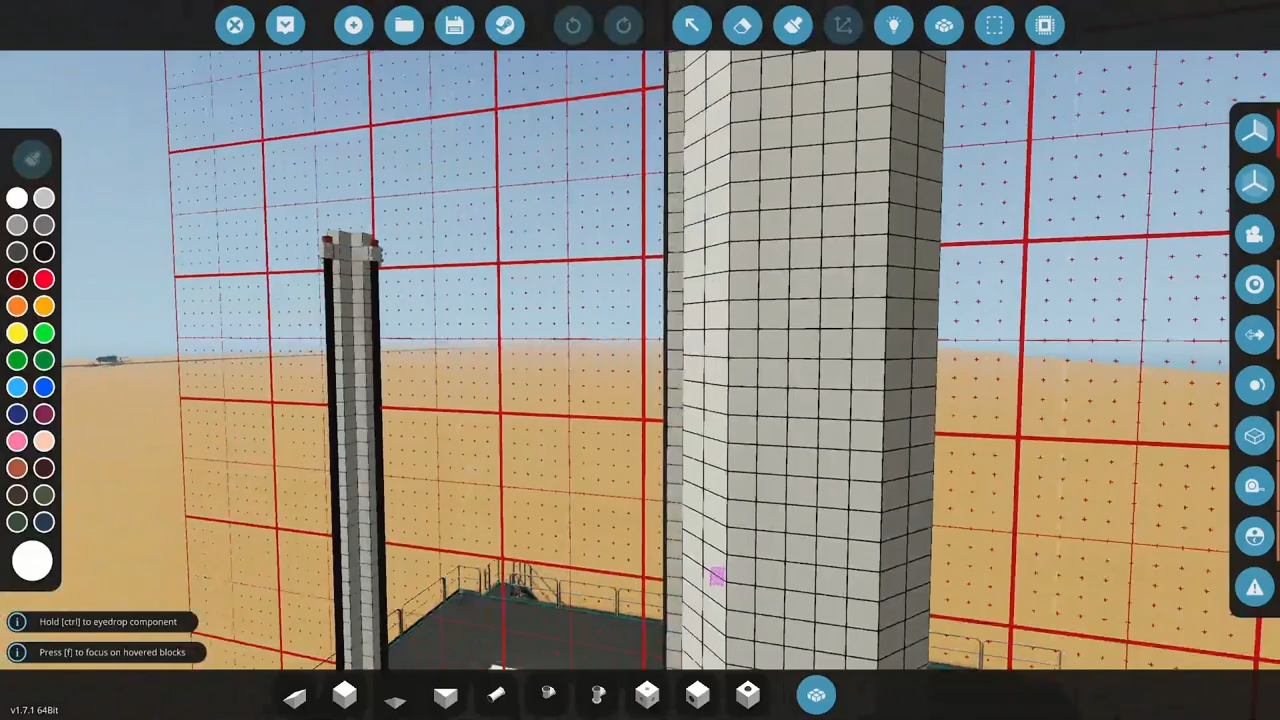 Hold [ctrl] to eyedrop component
Press [f] to focus on hovered blocks
v1.7.1 64Bit